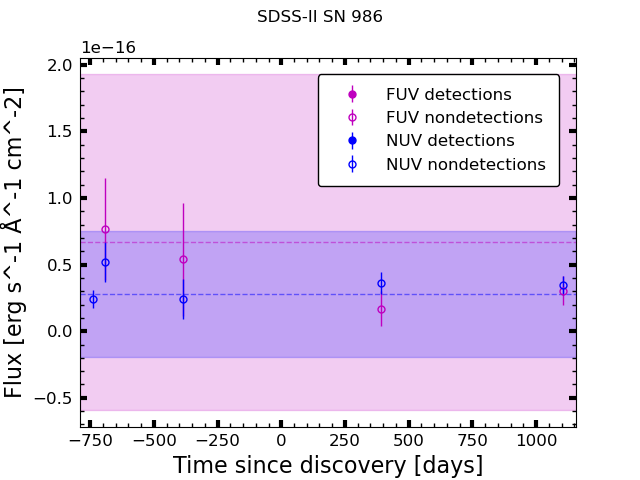 SDSS-II SN 986
1e−16
2.0
1.5
1.0
0.5
0.0
−0.5
Flux [erg s^-1 Å^-1 cm^-2]
FUV detections
FUV nondetections
NUV detections
NUV nondetections
−750 −500 −250 0 250 500 750 1000
Time since discovery [days]